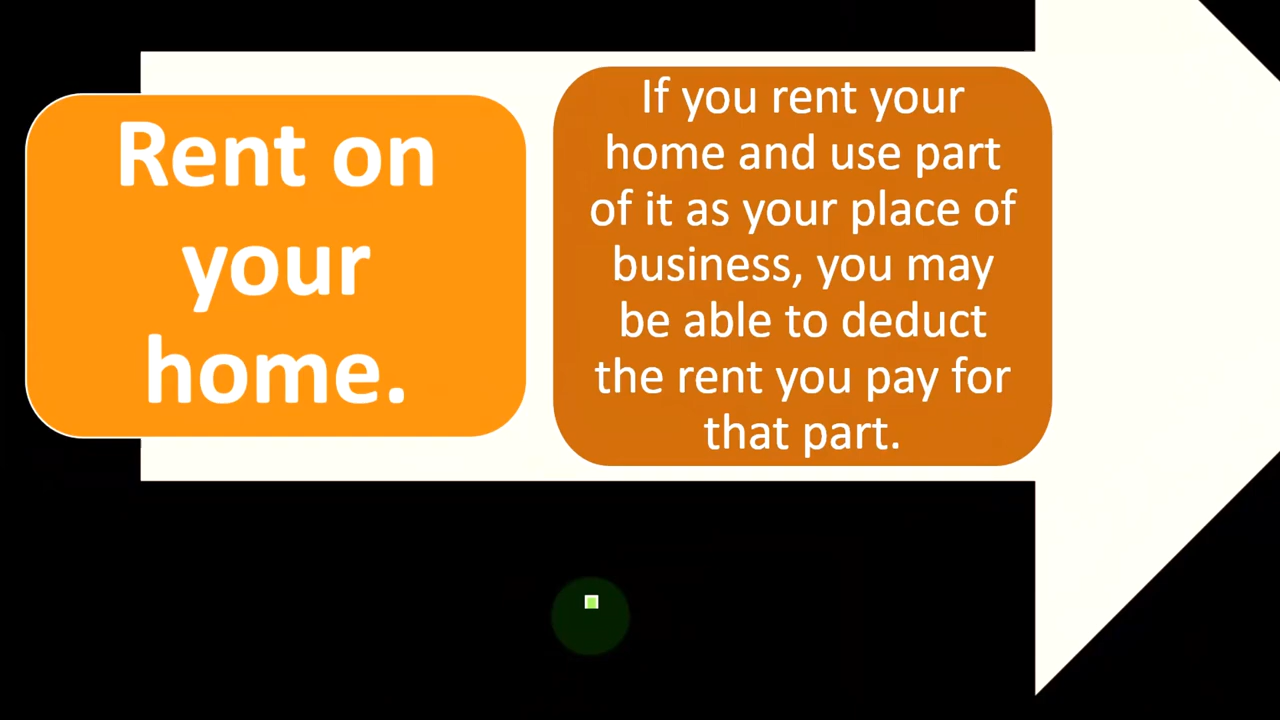 Rent on
your
home.
If you rent your
home and use part
of it as your place of
business, you may
be able to deduct
the rent you pay for
that part.